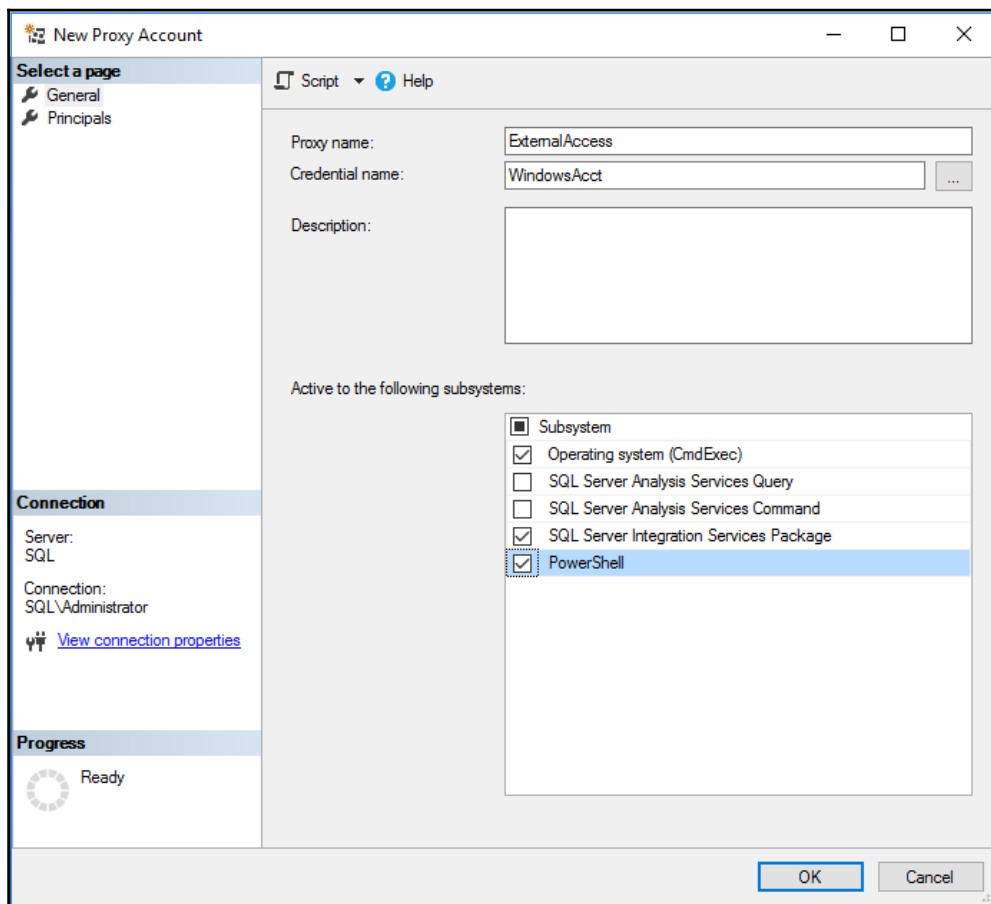 New Proxy Account
Select a page
General
Principals
Script
Help
Proxy name:
ExternalAccess
Credential name:
WindowsAcct
...
Description:
Active to the following subsystems:
Subsystem
Operating system (CmdExec)
SQL Server Analysis Services Query
SQL Server Analysis Services Command
SQL Server Integration Services Package
PowerShell
Connection
Server:
SQL
Connection:
SQL\Administrator
View connection properties
Progress
Ready
OK
Cancel